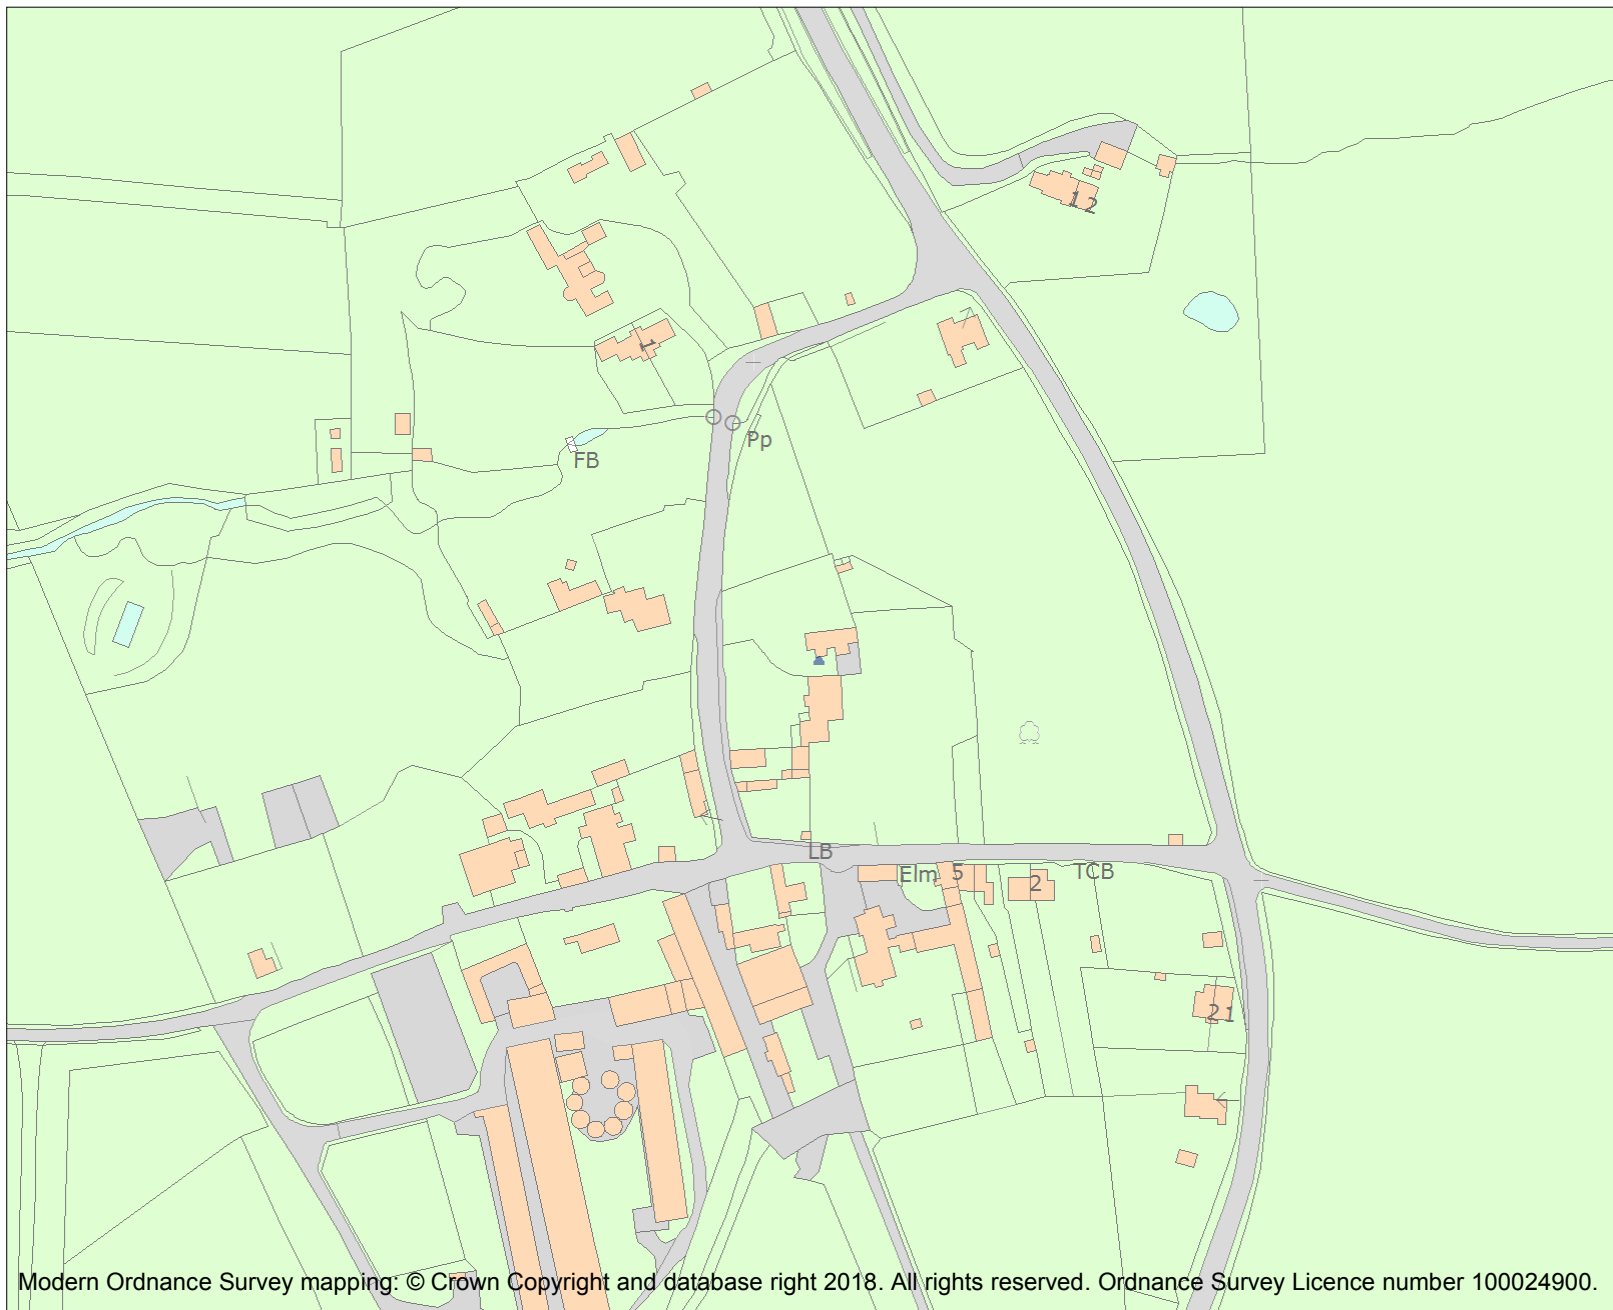 1 2
1
Pp
FB
LB
Elm 5
2
TCB
2 1
Modern Ordnance Survey mapping: © Crown Copyright and database right 2018. All rights reserved. Ordnance Survey Licence number 100024900.